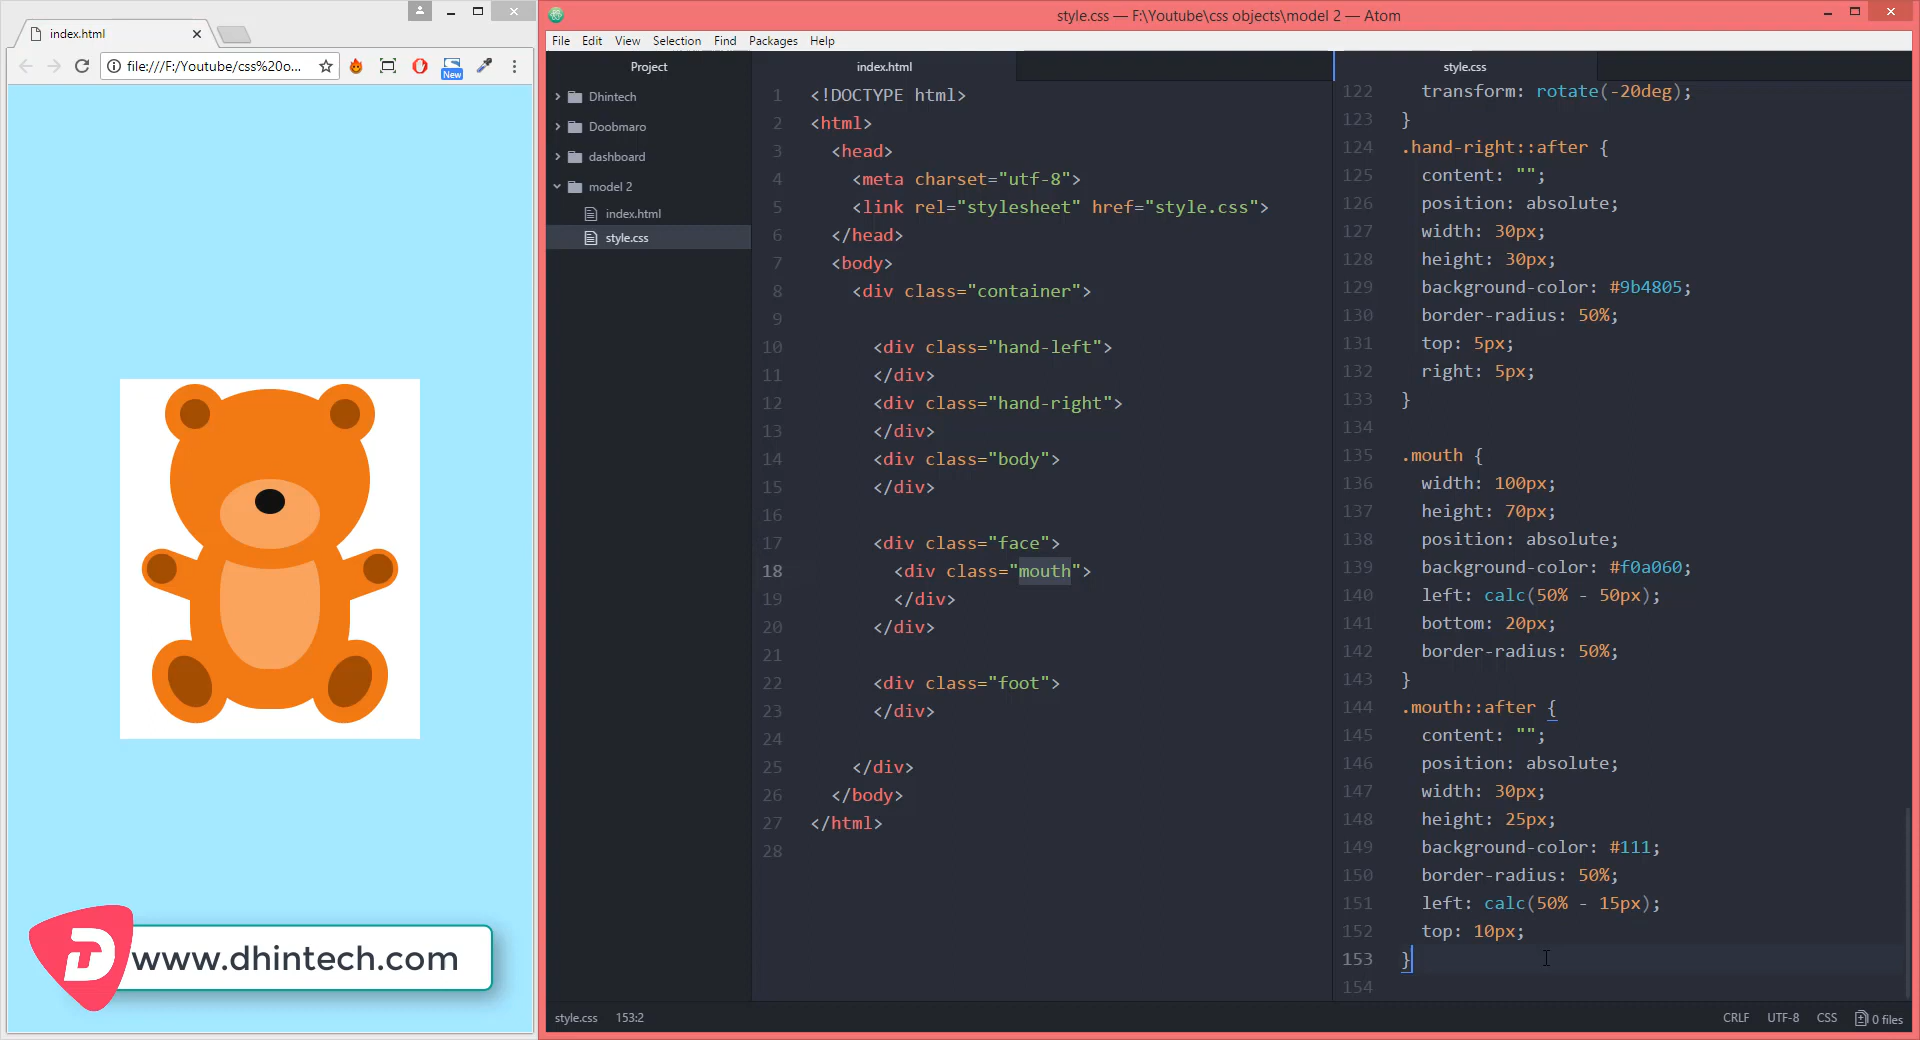 index.html
file:///F:/Youtube/css%20o...
New
www.dhintech.com
style.css — F:\Youtube\css objects\model 2 — Atom
File Edit View Selection Find Packages Help
Project
Dhintech
Doobmaro
dashboard
model 2
index.html
style.css
index.html
1 <!DOCTYPE html>
2 <html>
3 <head>
4 <meta charset="utf-8">
5 <link rel="stylesheet" href="style.css">
6 </head>
7 <body>
8 <div class="container">
9
10 <div class="hand-left">
11 </div>
12 <div class="hand-right">
13 </div>
14 <div class="body">
15 </div>
16
17 <div class="face">
18 <div class="mouth">
19 </div>
20 </div>
21
22 <div class="foot">
23 </div>
24
25 </div>
26 </body>
27 </html>
28
style.css
122 transform: rotate(-20deg);
123 }
124 .hand-right::after {
125 content: "";
126 position: absolute;
127 width: 30px;
128 height: 30px;
129 background-color: #9b4805;
130 border-radius: 50%;
131 top: 5px;
132 right: 5px;
133 }
134
135 .mouth {
136 width: 100px;
137 height: 70px;
138 position: absolute;
139 background-color: #f0a060;
140 left: calc(50% - 50px);
141 bottom: 20px;
142 border-radius: 50%;
143 }
144 .mouth::after {
145 content: "";
146 position: absolute;
147 width: 30px;
148 height: 25px;
149 background-color: #111;
150 border-radius: 50%;
151 left: calc(50% - 15px);
152 top: 10px;
153 }
154
style.css 153:2
CRLF UTF-8 CSS 0 files